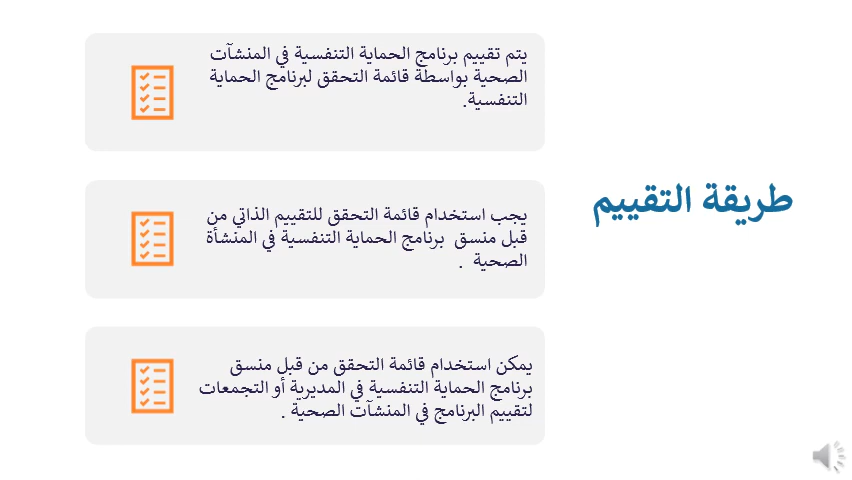 طريقة التقييم
يتم تقييم برنامج الحماية التنفسية في المنشآت
الصحية بواسطة قائمة التحقق لبرنامج الحماية
التنفسية.
يجب استخدام قائمة التحقق للتقييم الذاتي من
قبل منسق برنامج الحماية التنفسية في المنشأة
الصحية .
يمكن استخدام قائمة التحقق من قبل منسق
برنامج الحماية التنفسية في المديرية أو التجمعات
لتقييم البرنامج في المنشآت الصحية .